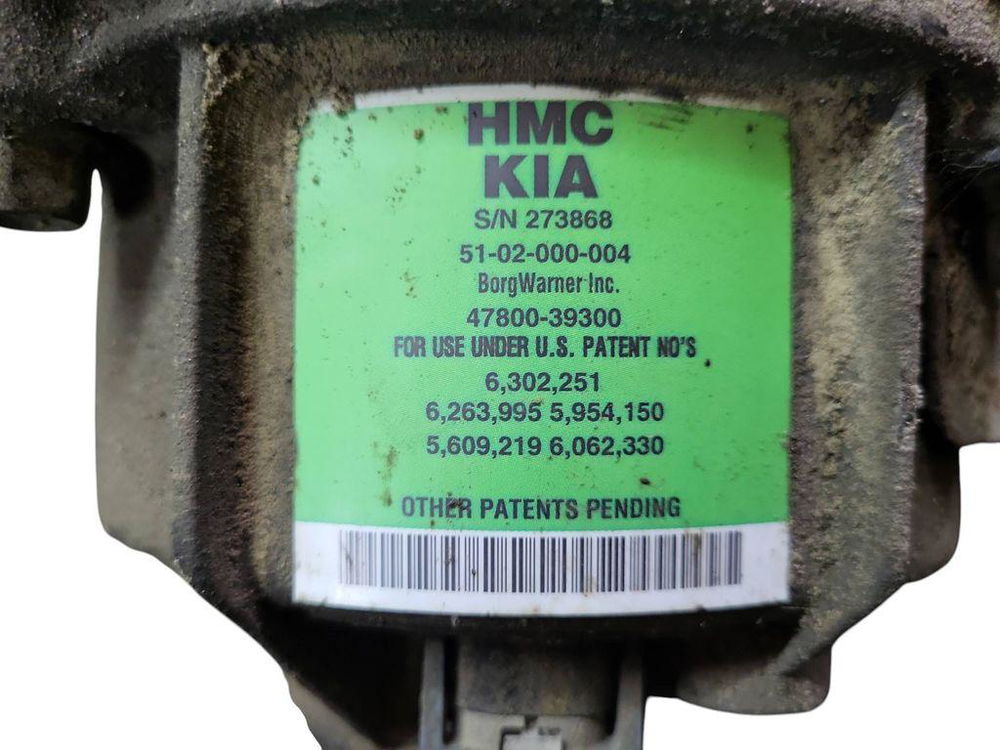 HMC
KIA
S/N 273868
51-02-000-004
BorgWarner Inc.
47800-39300
FOR USE UNDER U.S. PATENT NO'S
6,302,251
6,263,995 5,954,150
5,609,219 6,062,330
OTHER PATENTS PENDING